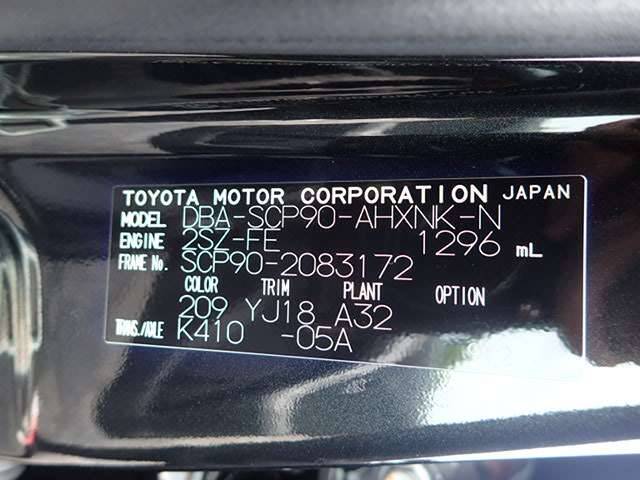 TOYOTA MOTOR CORPORATION JAPAN
MODEL DBA-SCP90-AHXNK-N
ENGINE 2SZ-FE 1296 mL
FRAME No. SCP90-2083172
COLOR TRIM PLANT OPTION
209 YJ18 A32
TRANS./AXLE K410 -05A